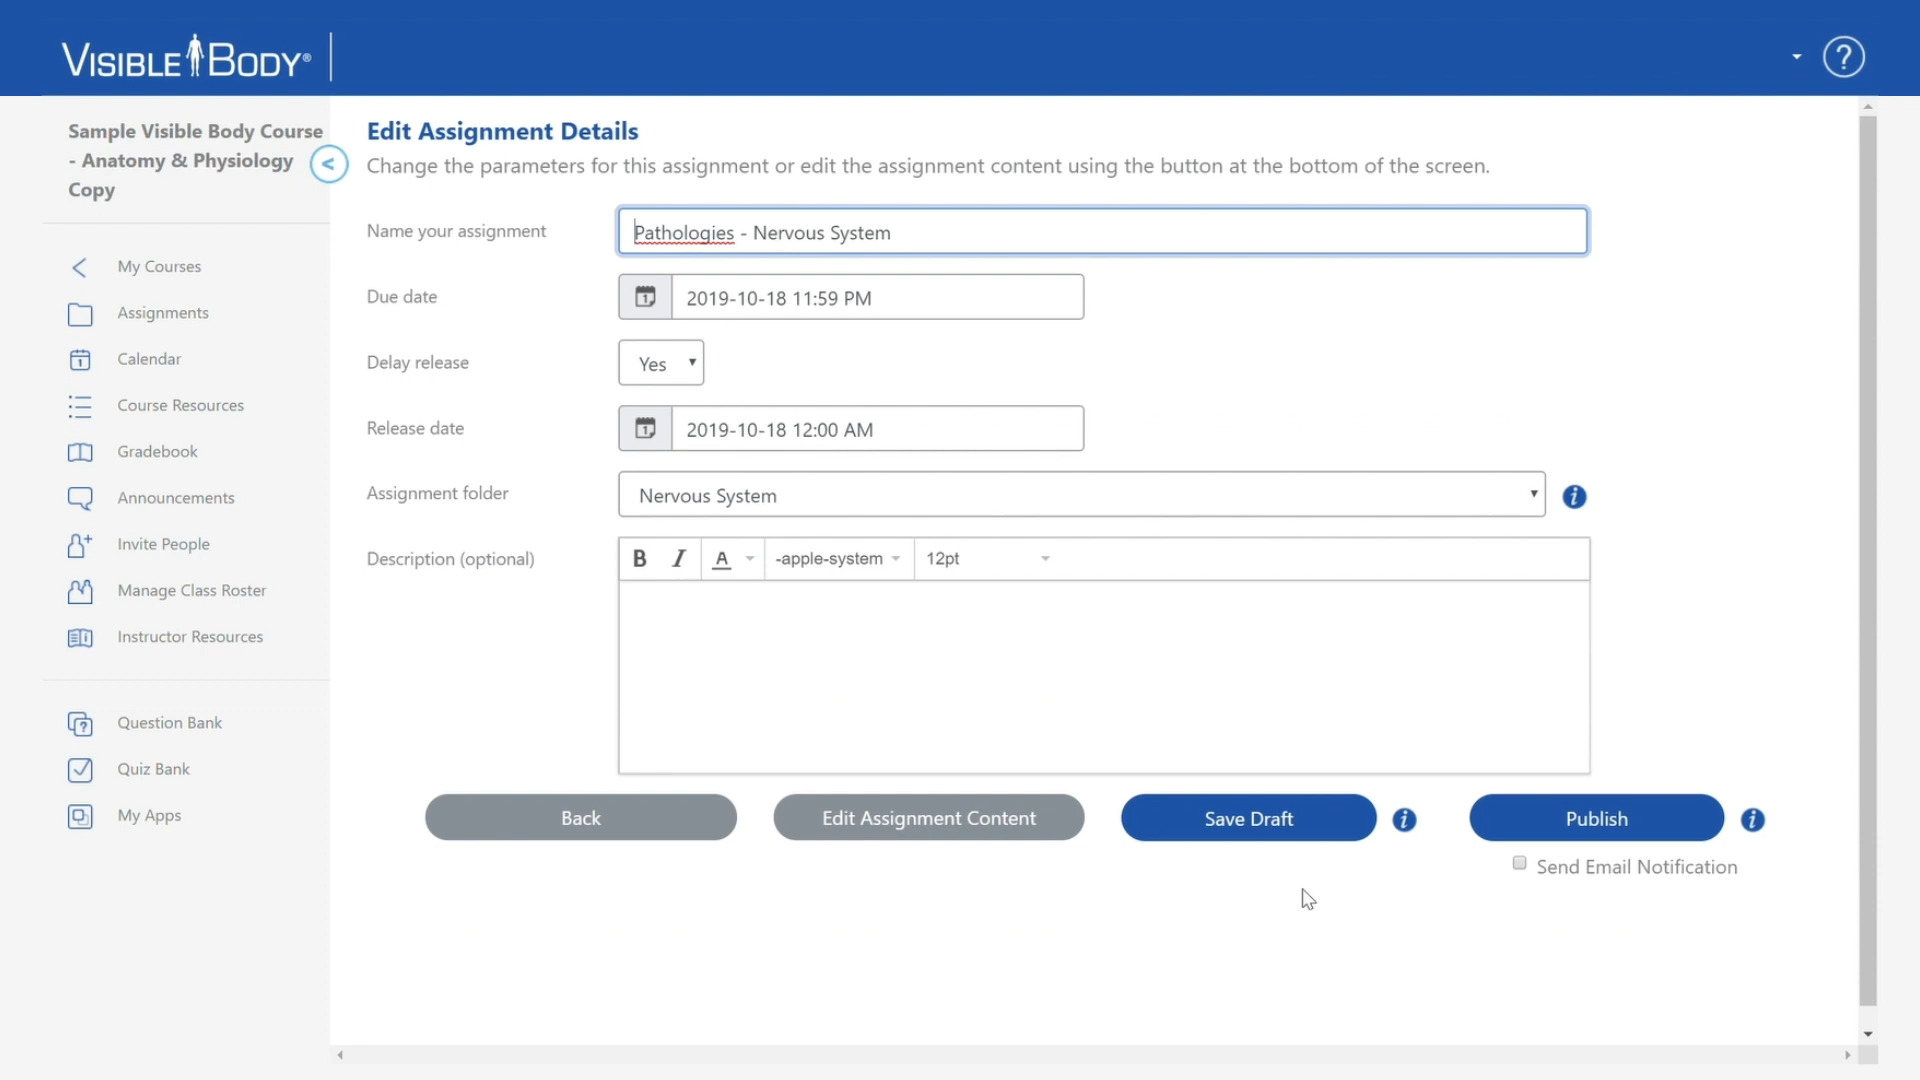 VISIBLE BODY®
?
Sample Visible Body Course
- Anatomy & Physiology
Copy
<
My Courses
Assignments
Calendar
Course Resources
Gradebook
Announcements
Invite People
Manage Class Roster
Instructor Resources
Question Bank
Quiz Bank
My Apps
Edit Assignment Details
Change the parameters for this assignment or edit the assignment content using the button at the bottom of the screen.
Name your assignment
Pathologies - Nervous System
Due date
2019-10-18 11:59 PM
Delay release
Yes
Release date
2019-10-18 12:00 AM
Assignment folder
Nervous System
i
Description (optional)
B I A -apple-system 12pt
Back
Edit Assignment Content
Save Draft
i
Publish
i
Send Email Notification